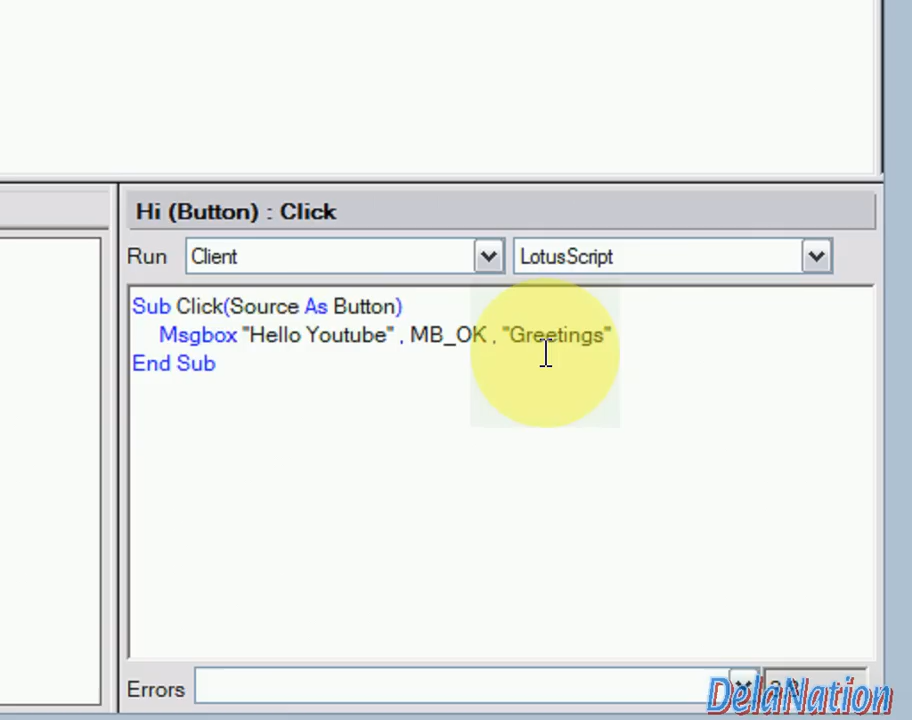 Hi (Button) : Click
Run Client LotusScript
Sub Click(Source As Button)
Msgbox "Hello Youtube" , MB_OK , "Greetings"
End Sub
Errors
DelaNation